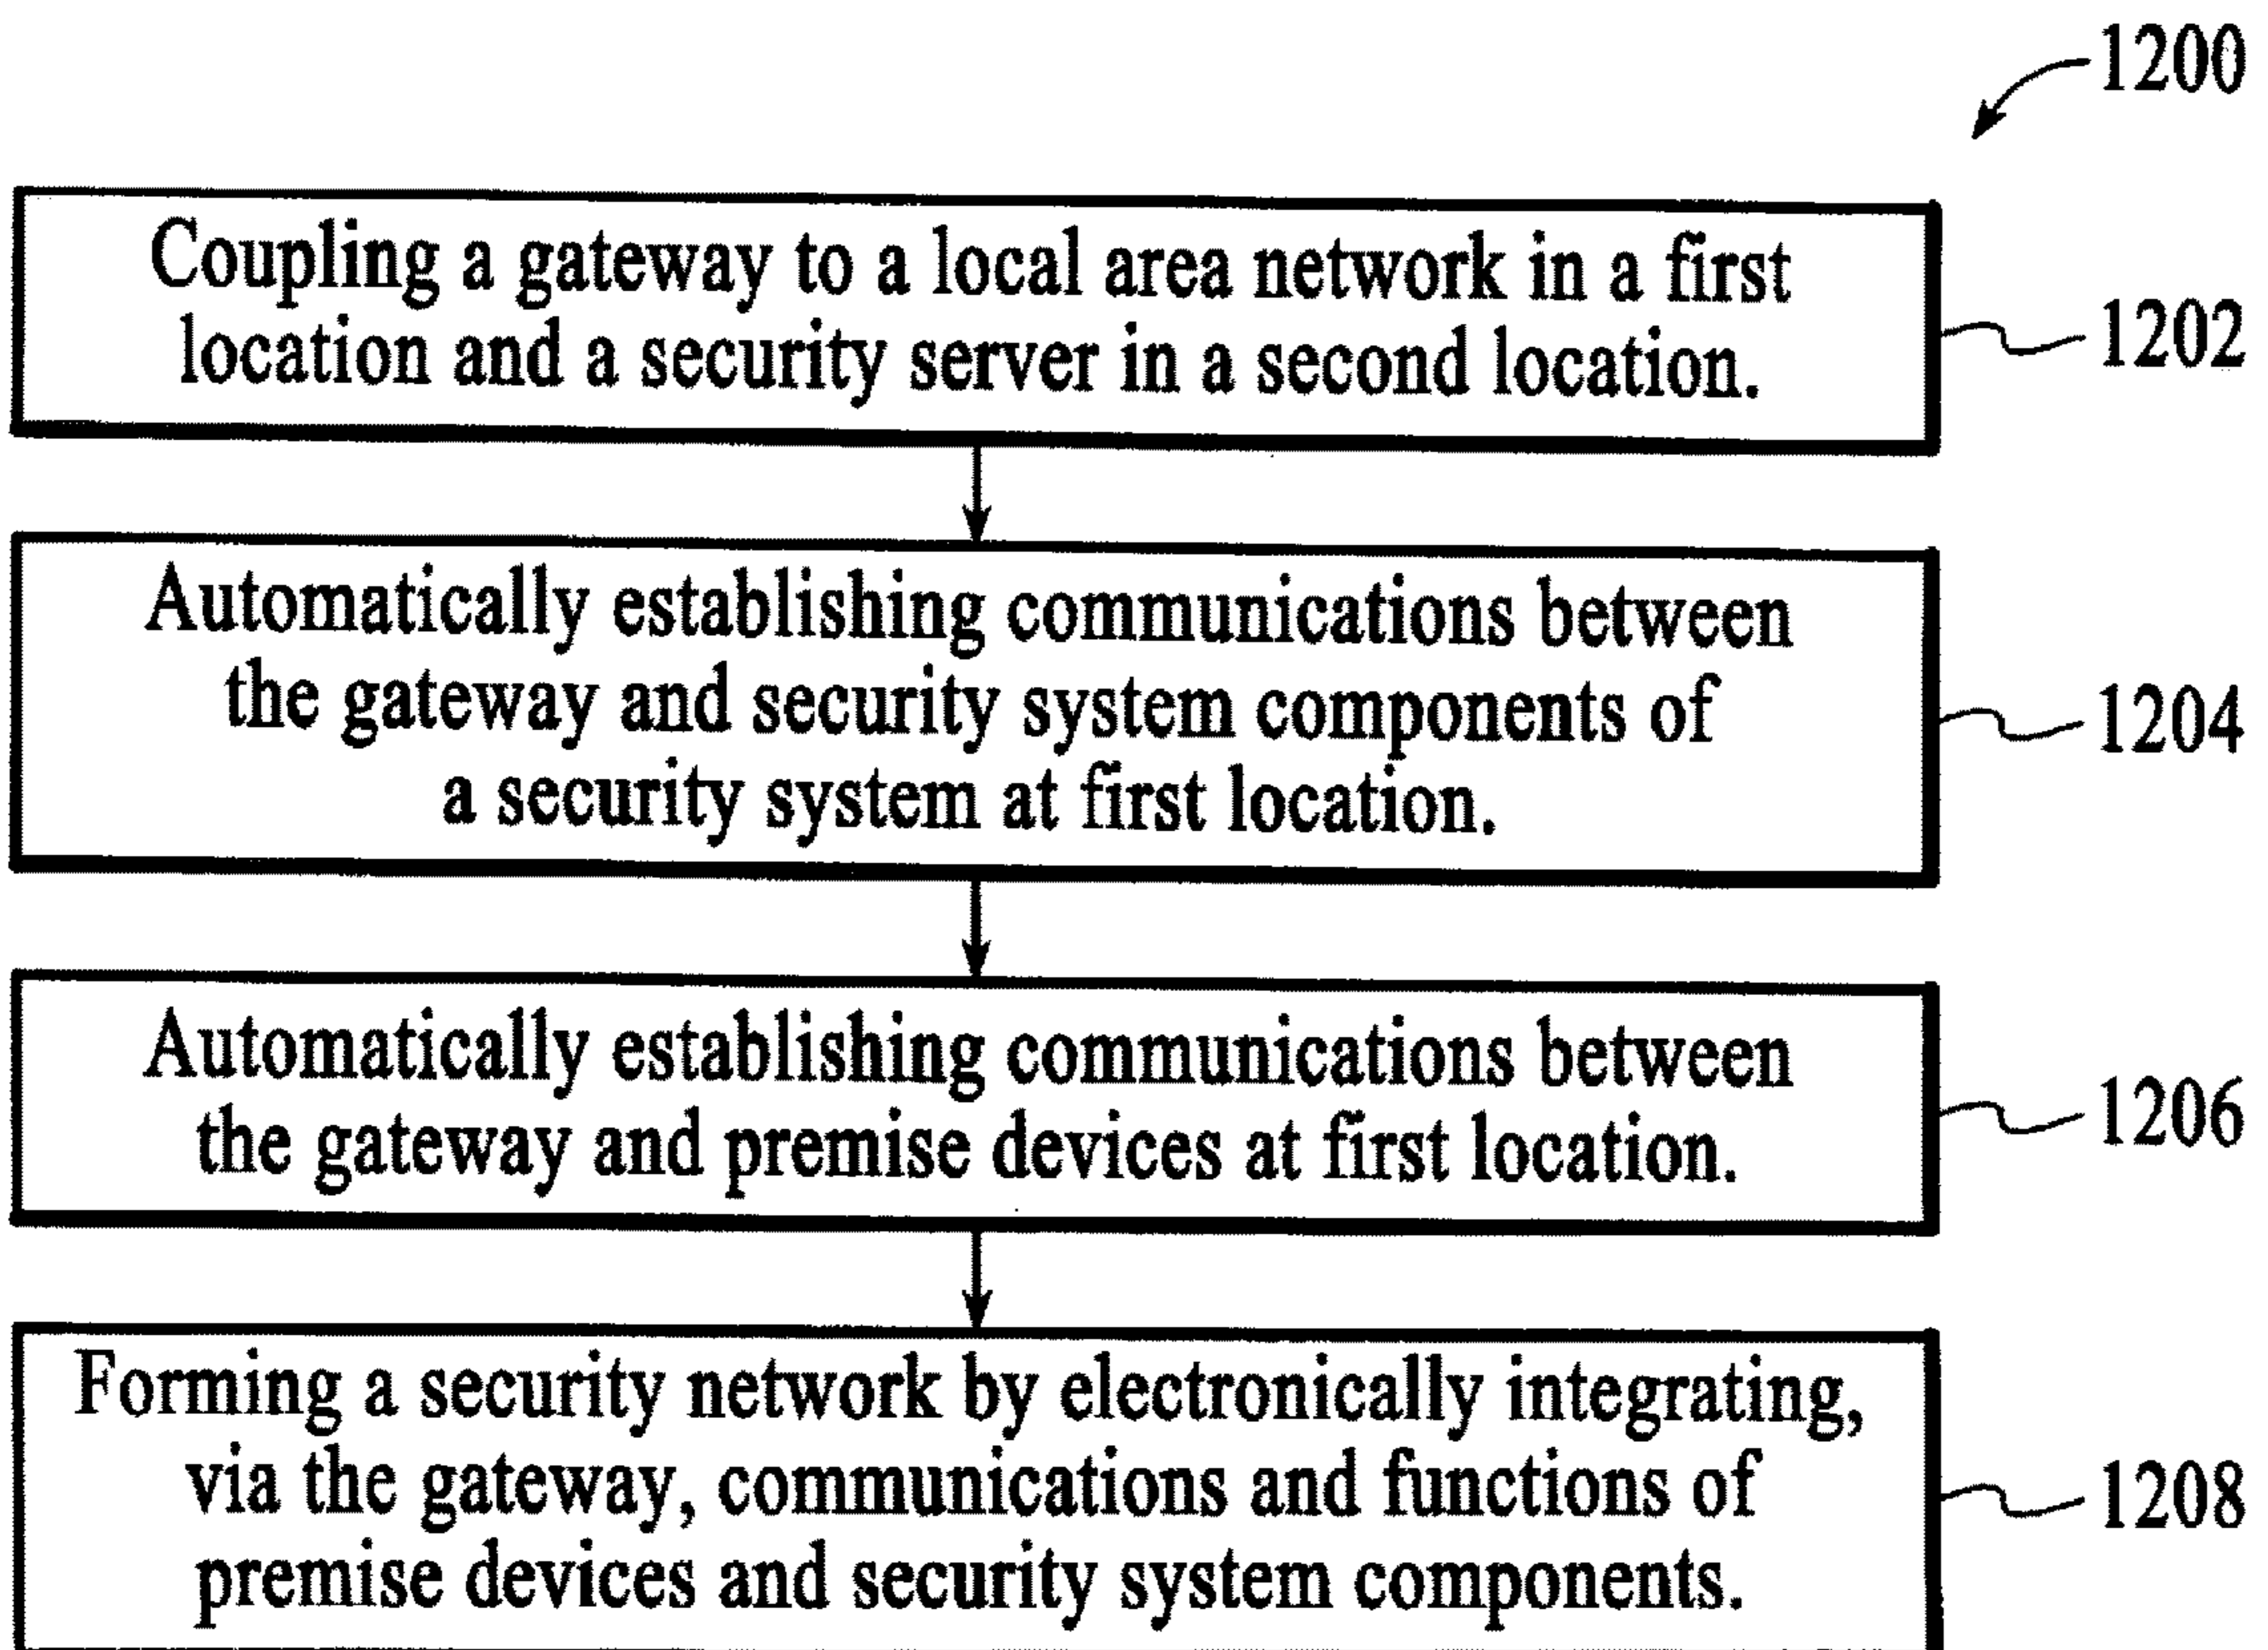 1200
Coupling a gateway to a local area network in a first
location and a security server in a second location.
1202
Automatically establishing communications between
the gateway and security system components of
a security system at first location.
1204
Automatically establishing communications between
the gateway and premise devices at first location.
1206
Forming a security network by electronically integrating,
via the gateway, communications and functions of
premise devices and security system components.
1208